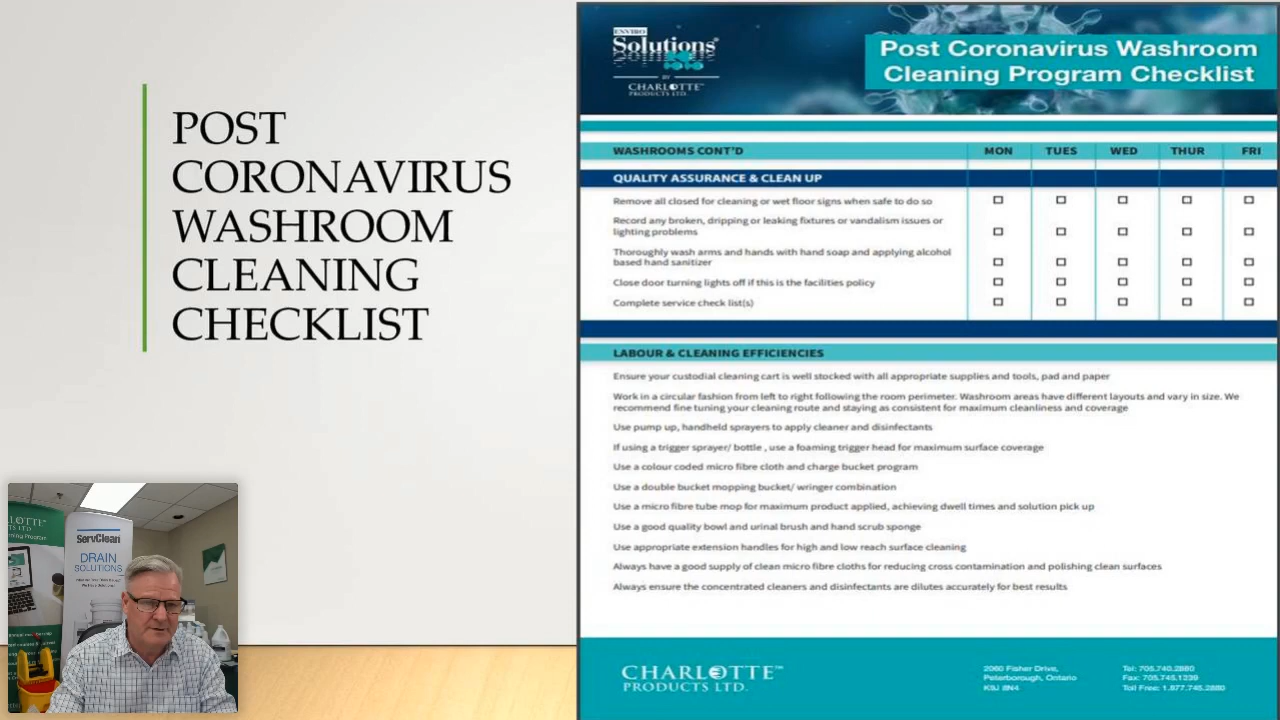 POST
CORONAVIRUS
WASHROOM
CLEANING
CHECKLIST
ENVIRO
Solutions
BY
CHARLOTTE™
PRODUCTS LTD.
Post Coronavirus Washroom
Cleaning Program Checklist
WASHROOMS CONT'D MON TUES WED THUR FRI
QUALITY ASSURANCE & CLEAN UP
Remove all closed for cleaning or wet floor signs when safe to do so
Record any broken, dripping or leaking fixtures or vandalism issues or
lighting problems
Thoroughly wash arms and hands with hand soap and applying alcohol
based hand sanitizer
Close door turning lights off if this is the facilities policy
Complete service check list(s)
LABOUR & CLEANING EFFICIENCIES
Ensure your custodial cleaning cart is well stocked with all appropriate supplies and tools, pad and paper
Work in a circular fashion from left to right following the room perimeter. Washroom areas have different layouts and vary in size. We
recommend fine tuning your cleaning route and staying as consistent for maximum cleanliness and coverage
Use pump up, handheld sprayers to apply cleaner and disinfectants
If using a trigger sprayer/ bottle , use a foaming trigger head for maximum surface coverage
Use a colour coded micro fibre cloth and charge bucket program
Use a double bucket mopping bucket/ wringer combination
Use a micro fibre tube mop for maximum product applied, achieving dwell times and solution pick up
Use a good quality bowl and urinal brush and hand scrub sponge
Use appropriate extension handles for high and low reach surface cleaning
Always have a good supply of clean micro fibre cloths for reducing cross contamination and polishing clean surfaces
Always ensure the concentrated cleaners and disinfectants are dilutes accurately for best results
CHARLOTTE™
PRODUCTS LTD.
2060 Fisher Drive,
Peterborough, Ontario
K9J 8N4
Tel: 705.740.2880
Fax: 705.745.1239
Toll Free: 1.877.745.2880
ServClean
DRAIN
SOLUTIONS